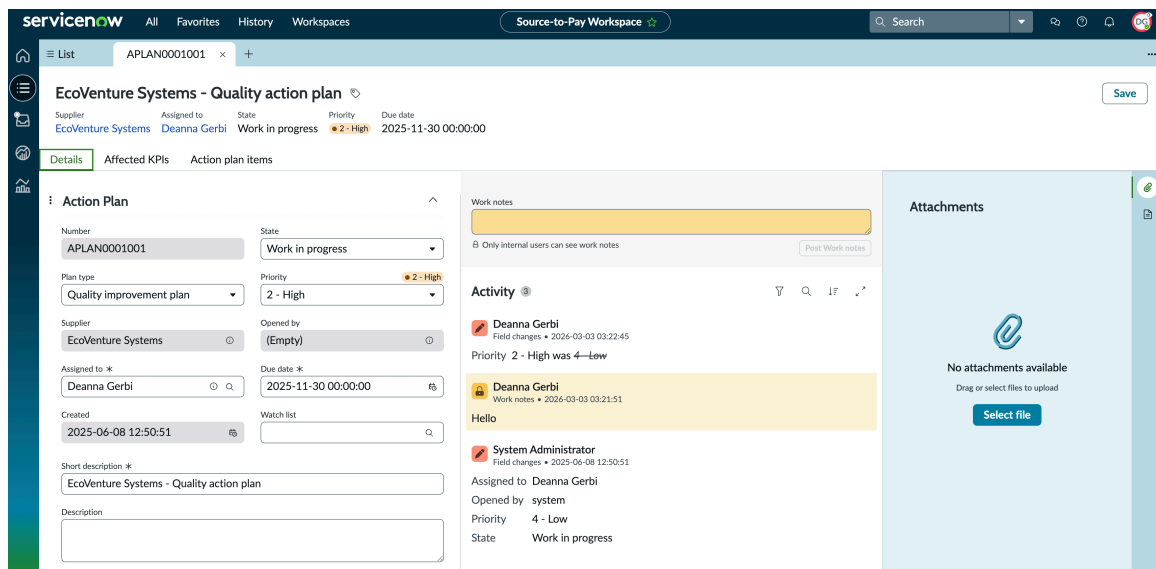 servicenow All Favorites History Workspaces Source-to-Pay Workspace Search DG
List APLAN0001001 × +
EcoVenture Systems - Quality action plan
Save
Supplier Assigned to State Priority Due date
EcoVenture Systems Deanna Gerbi Work in progress 2 - High 2025-11-30 00:00:00
Details Affected KPIs Action plan items
Action Plan
Number State
APLAN0001001 Work in progress
Plan type Priority 2 - High
Quality improvement plan 2 - High
Supplier Opened by
EcoVenture Systems (Empty)
Assigned to * Due date *
Deanna Gerbi 2025-11-30 00:00:00
Created Watch list
2025-06-08 12:50:51
Short description *
EcoVenture Systems - Quality action plan
Description
Work notes
Only internal users can see work notes Post Work notes
Activity 3
Deanna Gerbi
Field changes • 2026-03-03 03:22:45
Priority 2 - High was 4 - Low
Deanna Gerbi
Work notes • 2026-03-03 03:21:51
Hello
System Administrator
Field changes • 2025-06-08 12:50:51
Assigned to Deanna Gerbi
Opened by system
Priority 4 - Low
State Work in progress
Attachments
No attachments available
Drag or select files to upload
Select file